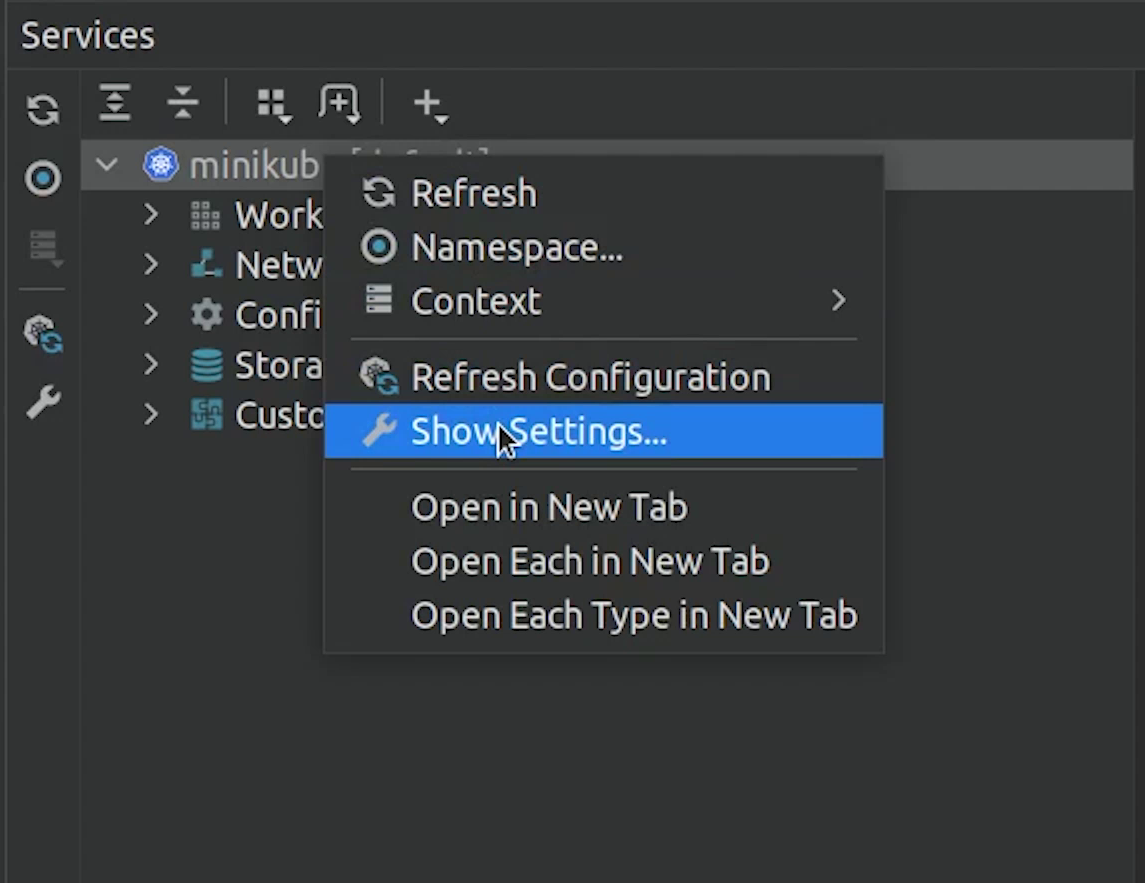 Services
minikub
Work
Netw
Confi
Stora
Custo
Refresh
Namespace...
Context
Refresh Configuration
Show Settings...
Open in New Tab
Open Each in New Tab
Open Each Type in New Tab